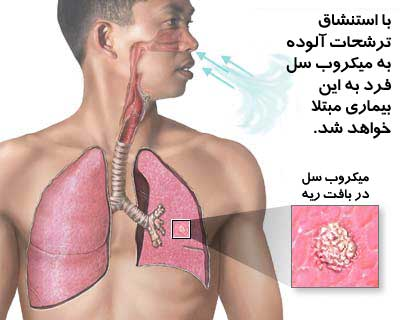 با استنشاق
ترشحات آلوده
به میکروب سل
فرد به این
بیماری مبتلا
خواهد شد.
میکروب سل
در بافت ریه